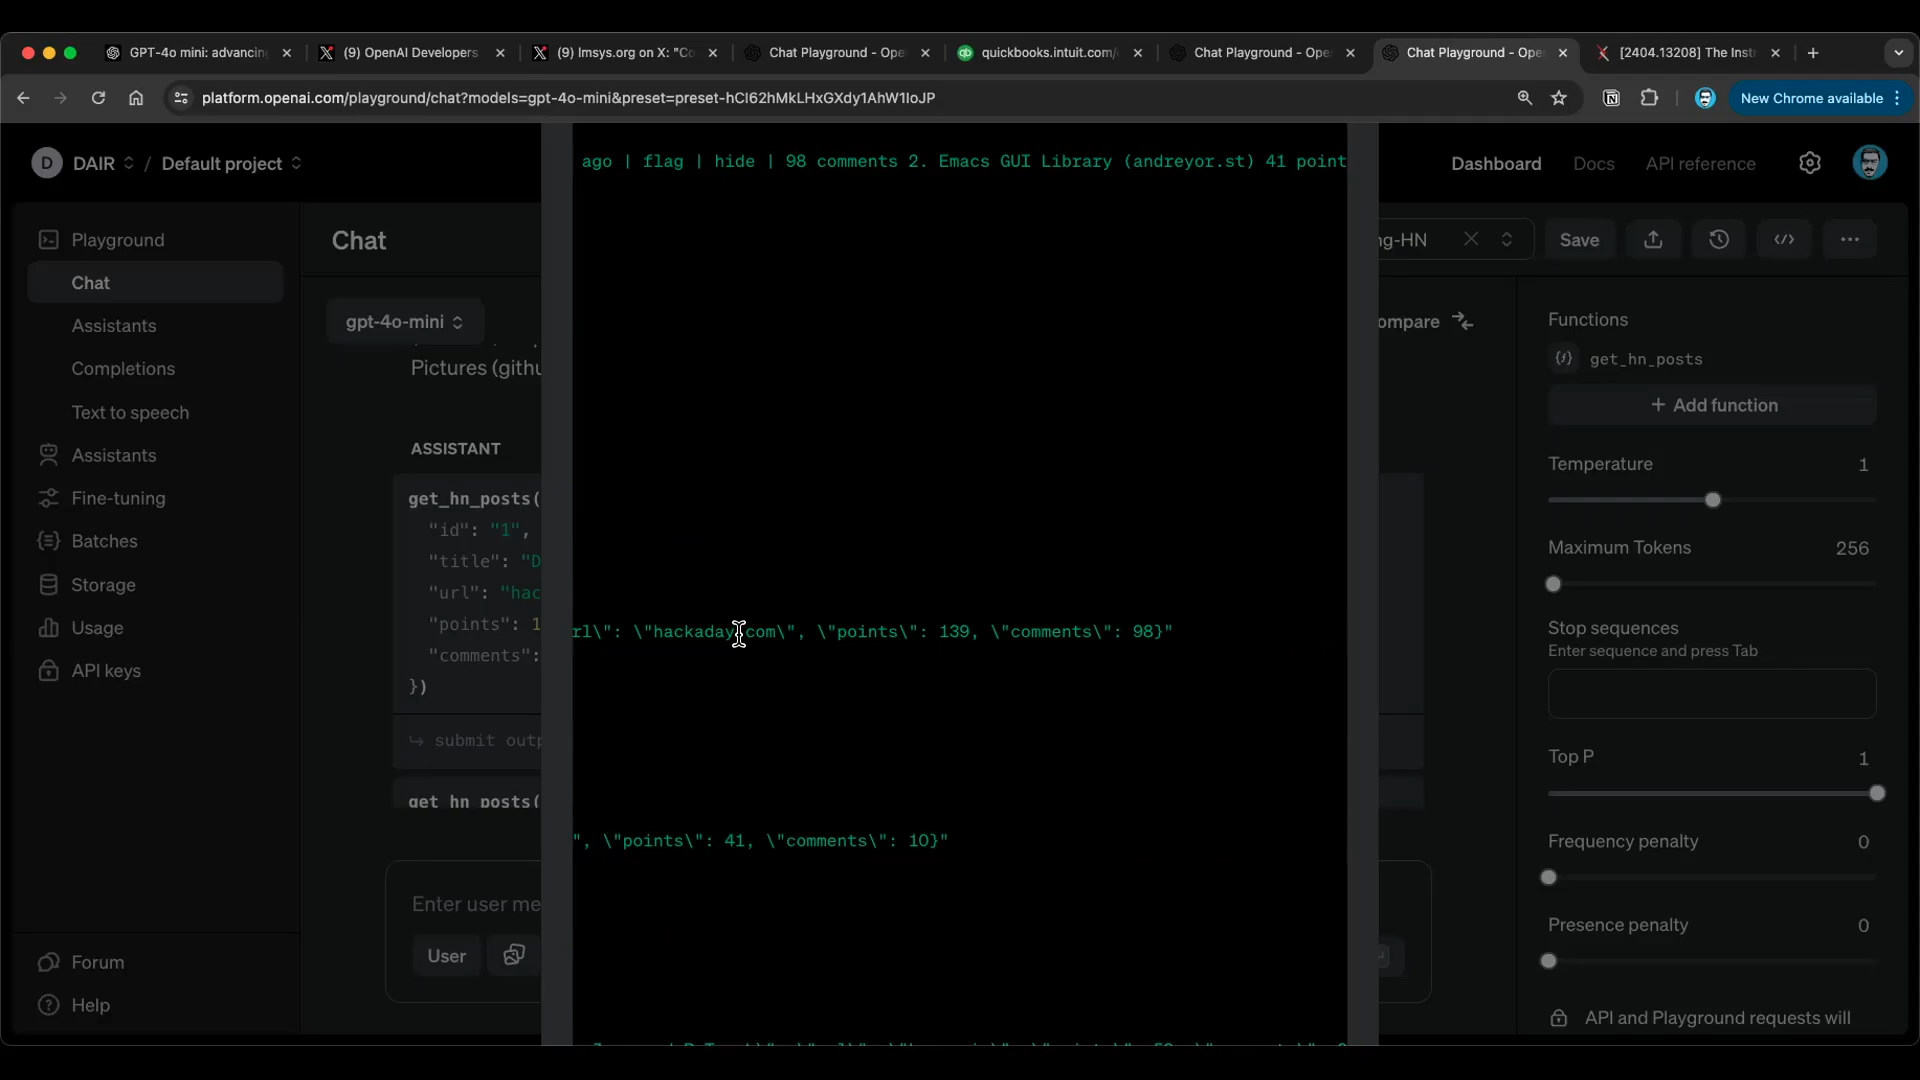 GPT-4o mini: advancing
(9) OpenAI Developers
(9) lmsys.org on X: "Co
Chat Playground - Ope
quickbooks.intuit.com/
Chat Playground - Ope
Chat Playground - Ope
[2404.13208] The Instr
platform.openai.com/playground/chat?models=gpt-4o-mini&preset=preset-hCl62hMkLHxGXdy1AhW1IoJP
New Chrome available
D DAIR / Default project
Dashboard Docs API reference
ago | flag | hide | 98 comments 2. Emacs GUI Library (andreyor.st) 41 point
Playground
Chat
Assistants
Completions
Text to speech
Assistants
Fine-tuning
Batches
Storage
Usage
API keys
Forum
Help
Chat
ng-HN
Save
gpt-4o-mini
ompare
Pictures (githu
ASSISTANT
get_hn_posts(
"id": "1",
"title": "D
"url": "hac
"points": 1
"comments":
})
submit outp
get_hn_posts(
Enter user me
User
rl\": \"hackaday.com\", \"points\": 139, \"comments\": 98}"
", \"points\": 41, \"comments\": 10}"
Functions
get_hn_posts
+ Add function
Temperature 1
Maximum Tokens 256
Stop sequences
Enter sequence and press Tab
Top P 1
Frequency penalty 0
Presence penalty 0
API and Playground requests will